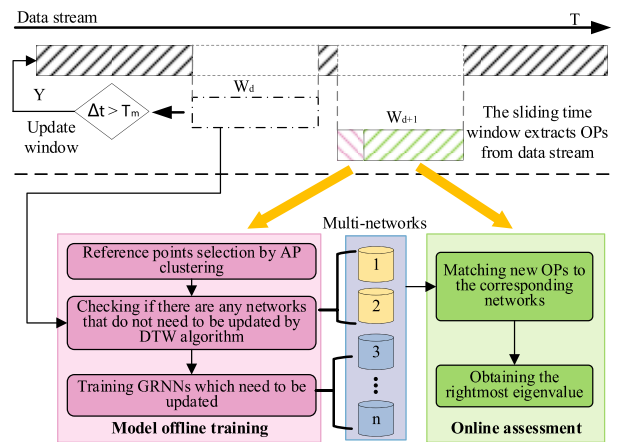 Data stream
T
W_d
Y
Δt > T_m
Update
window
W_d+1
The sliding time
window extracts OPs
from data stream
Multi-networks
Reference points selection by AP
clustering
Checking if there are any networks
that do not need to be updated by
DTW algorithm
Training GRNNs which need to be
updated
Model offline training
1
2
3
n
Matching new OPs to
the corresponding
networks
Obtaining the
rightmost eigenvalue
Online assessment